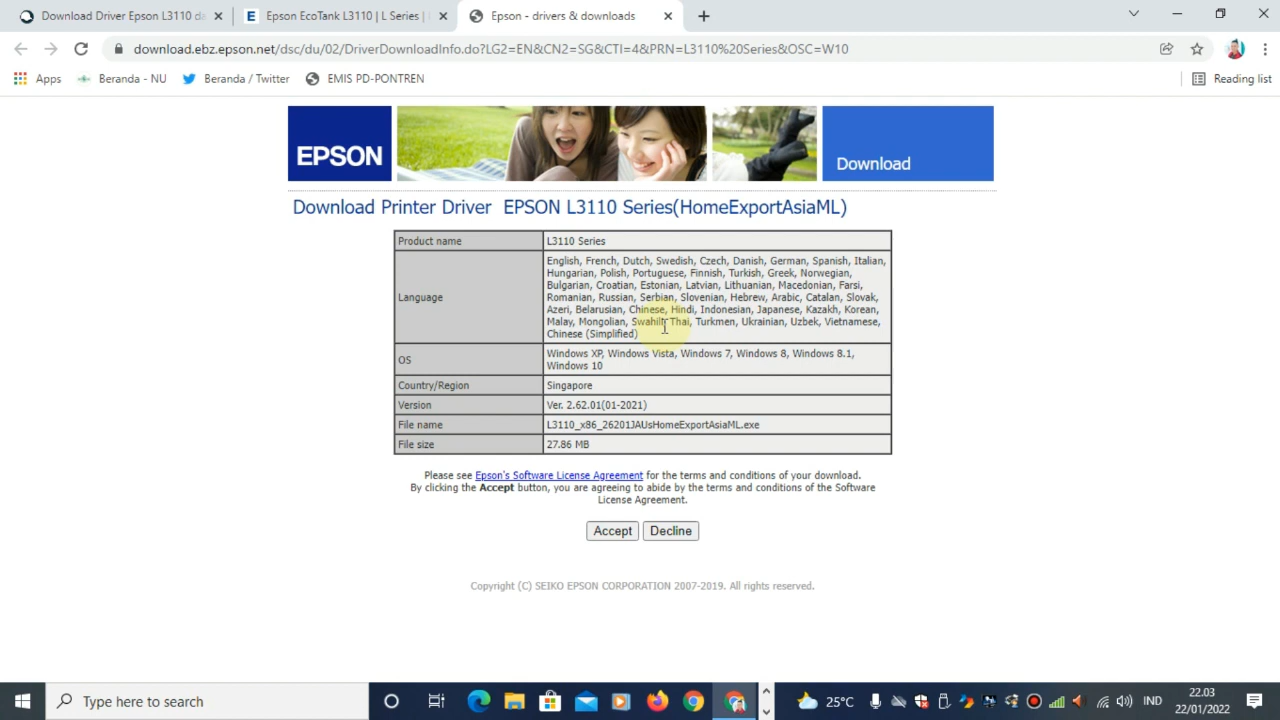 Download Driver Epson L3110 da
Epson EcoTank L3110 | L Series |
Epson - drivers & downloads
download.ebz.epson.net/dsc/du/02/DriverDownloadInfo.do?LG2=EN&CN2=SG&CTI=4&PRN=L3110%20Series&OSC=W10
Apps
Beranda - NU
Beranda / Twitter
EMIS PD-PONTREN
Reading list
EPSON
Download
Download Printer Driver EPSON L3110 Series(HomeExportAsiaML)
Product name
L3110 Series
Language
English, French, Dutch, Swedish, Czech, Danish, German, Spanish, Italian,
Hungarian, Polish, Portuguese, Finnish, Turkish, Greek, Norwegian,
Bulgarian, Croatian, Estonian, Latvian, Lithuanian, Macedonian, Farsi,
Romanian, Russian, Serbian, Slovenian, Hebrew, Arabic, Catalan, Slovak,
Azeri, Belarusian, Chinese, Hindi, Indonesian, Japanese, Kazakh, Korean,
Malay, Mongolian, Swahili, Thai, Turkmen, Ukrainian, Uzbek, Vietnamese,
Chinese (Simplified)
OS
Windows XP, Windows Vista, Windows 7, Windows 8, Windows 8.1,
Windows 10
Country/Region
Singapore
Version
Ver. 2.62.01(01-2021)
File name
L3110_x86_26201JAUsHomeExportAsiaML.exe
File size
27.86 MB
Please see Epson's Software License Agreement for the terms and conditions of your download.
By clicking the Accept button, you are agreeing to abide by the terms and conditions of the Software
License Agreement.
Accept
Decline
Copyright (C) SEIKO EPSON CORPORATION 2007-2019. All rights reserved.
Type here to search
25°C
IND
22.03
22/01/2022